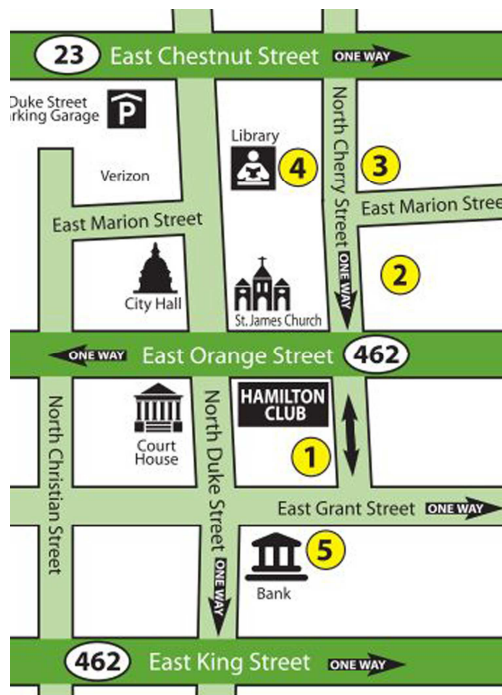 23 East Chestnut Street ONE WAY
Duke Street
rking Garage
P
Library
4
3
North Cherry Street ONE WAY
Verizon
East Marion Street
East Marion Stree
2
City Hall
St. James Church
ONE WAY East Orange Street 462
HAMILTON
CLUB
Court
House
1
North Christian Street
North Duke Street ONE WAY
East Grant Street ONE WAY
5
Bank
462 East King Street ONE WAY